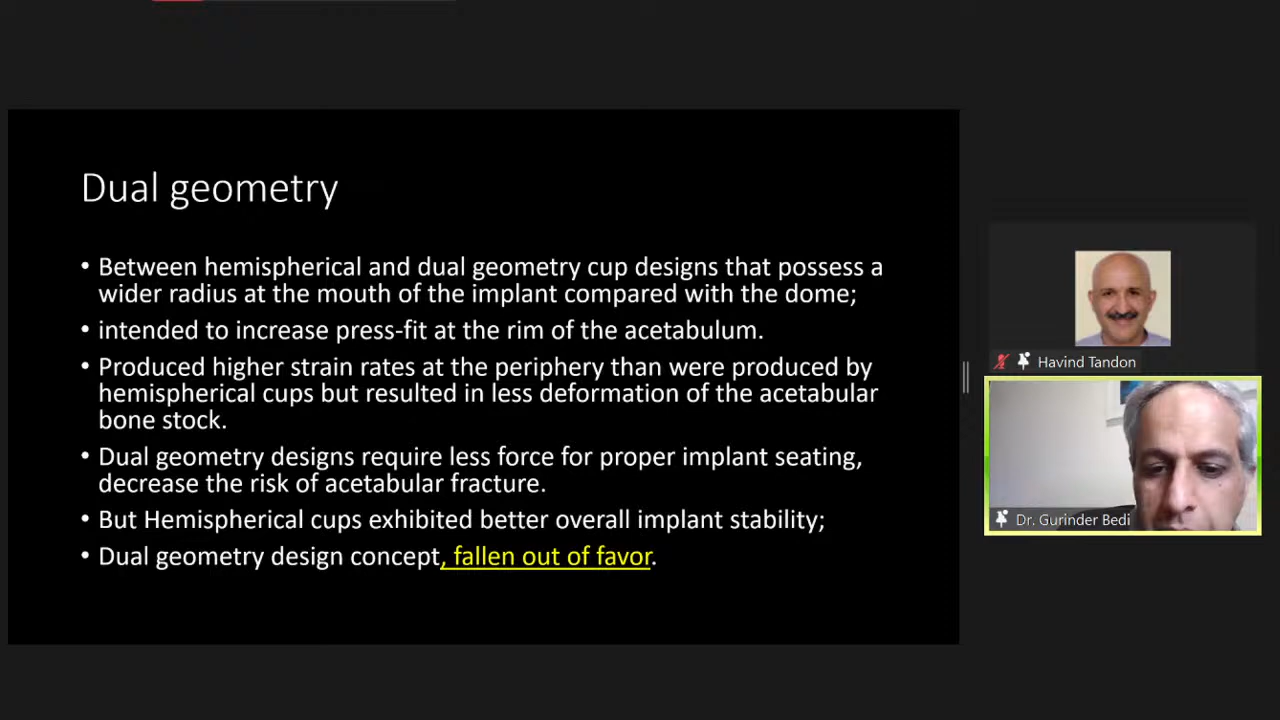 Dual geometry
• Between hemispherical and dual geometry cup designs that possess a
wider radius at the mouth of the implant compared with the dome;
• intended to increase press-fit at the rim of the acetabulum.
• Produced higher strain rates at the periphery than were produced by
hemispherical cups but resulted in less deformation of the acetabular
bone stock.
• Dual geometry designs require less force for proper implant seating,
decrease the risk of acetabular fracture.
• But Hemispherical cups exhibited better overall implant stability;
• Dual geometry design concept, fallen out of favor.
Havind Tandon
Dr. Gurinder Bedi